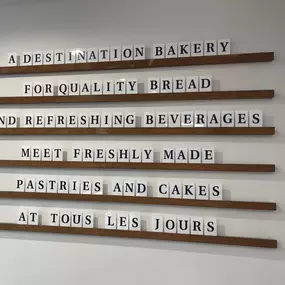 A DESTINATION BAKERY
FOR QUALITY BREAD
ND REFRESHING BEVERAGES
MEET FRESHLY MADE
PASTRIES AND CAKES
AT TOUS LES JOURS